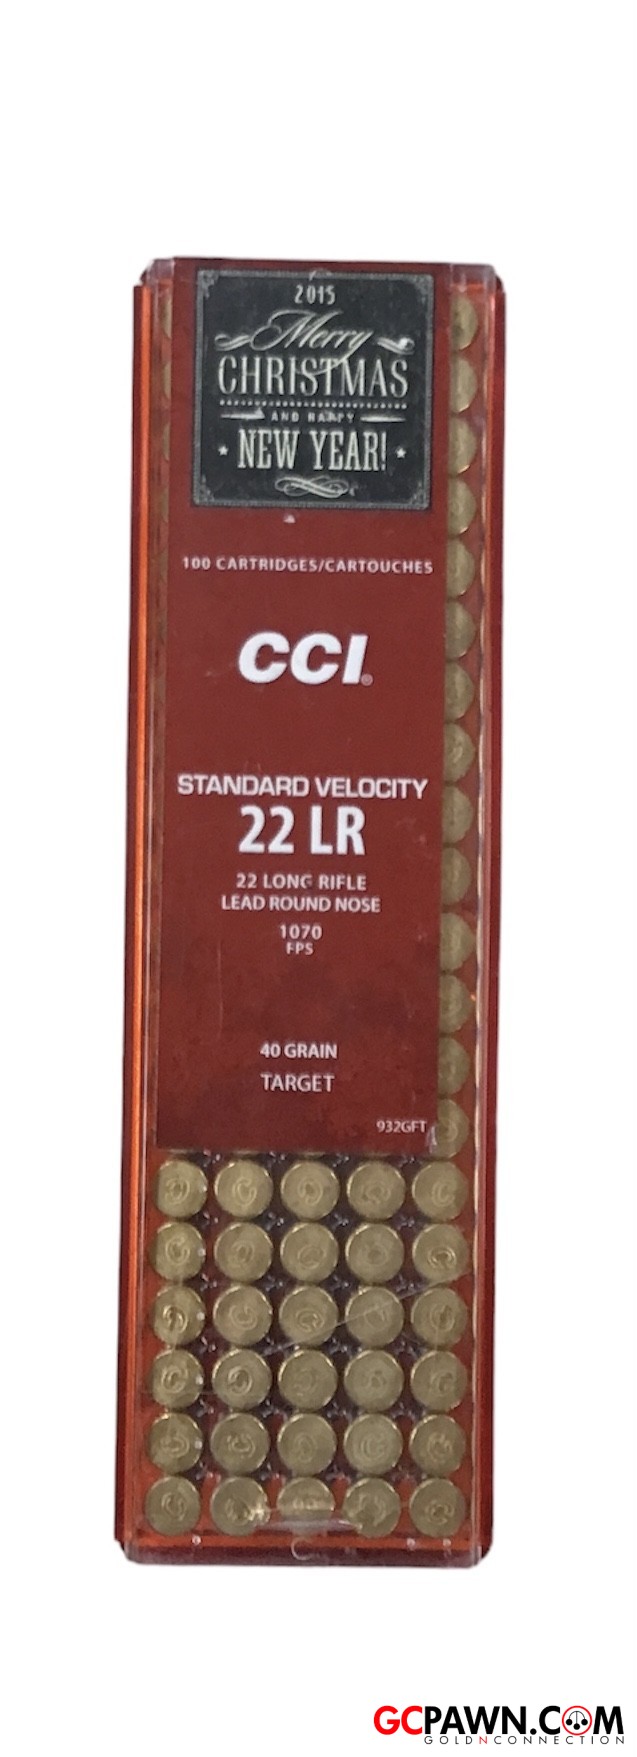 2015
Merry
CHRISTMAS
AND HAPPY
NEW YEAR!
100 CARTRIDGES/CARTOUCHES
CCI®
STANDARD VELOCITY
22 LR
22 LONG RIFLE
LEAD ROUND NOSE
1070
FPS
40 GRAIN
TARGET
932GFT
GCPAWN.COM
GOLDNCONNECTION